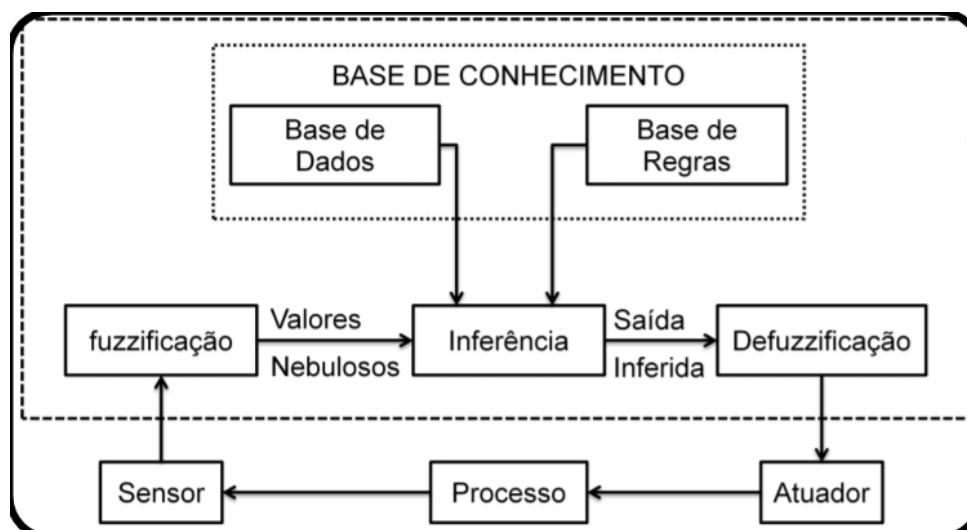 BASE DE CONHECIMENTO
Base de
Dados
Base de
Regras
fuzzificação
Valores
Nebulosos
Inferência
Saída
Inferida
Defuzzificação
Sensor
Processo
Atuador